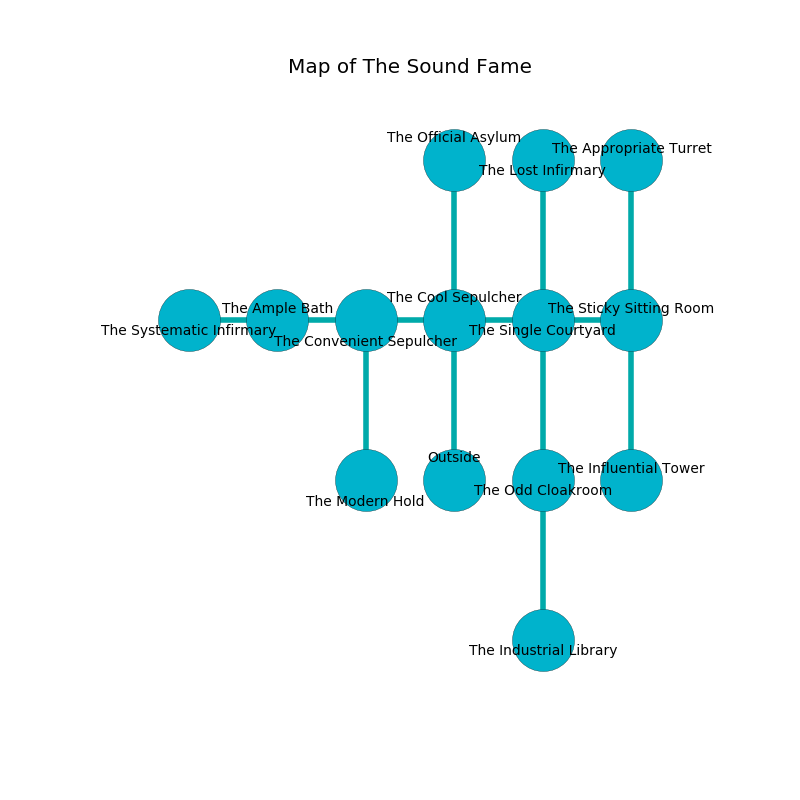 Map of The Sound Fame
The Official Asylum
The Appropriate Turret
The Lost Infirmary
The Cool Sepulcher
The Ample Bath
The Sticky Sitting Room
The Systematic Infirmary
The Single Courtyard
The Convenient Sepulcher
Outside
The Influential Tower
The Odd Cloakroom
The Modern Hold
The Industrial Library